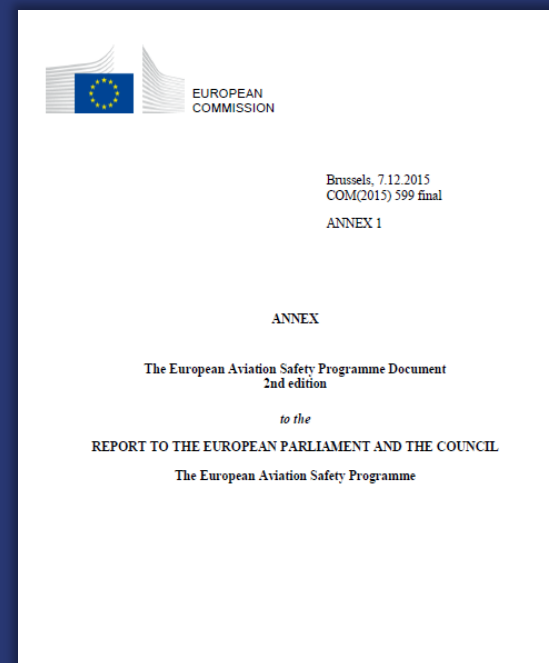 EUROPEAN
COMMISSION
Brussels, 7.12.2015
COM(2015) 599 final
ANNEX 1
ANNEX
The European Aviation Safety Programme Document
2nd edition
to the
REPORT TO THE EUROPEAN PARLIAMENT AND THE COUNCIL
The European Aviation Safety Programme